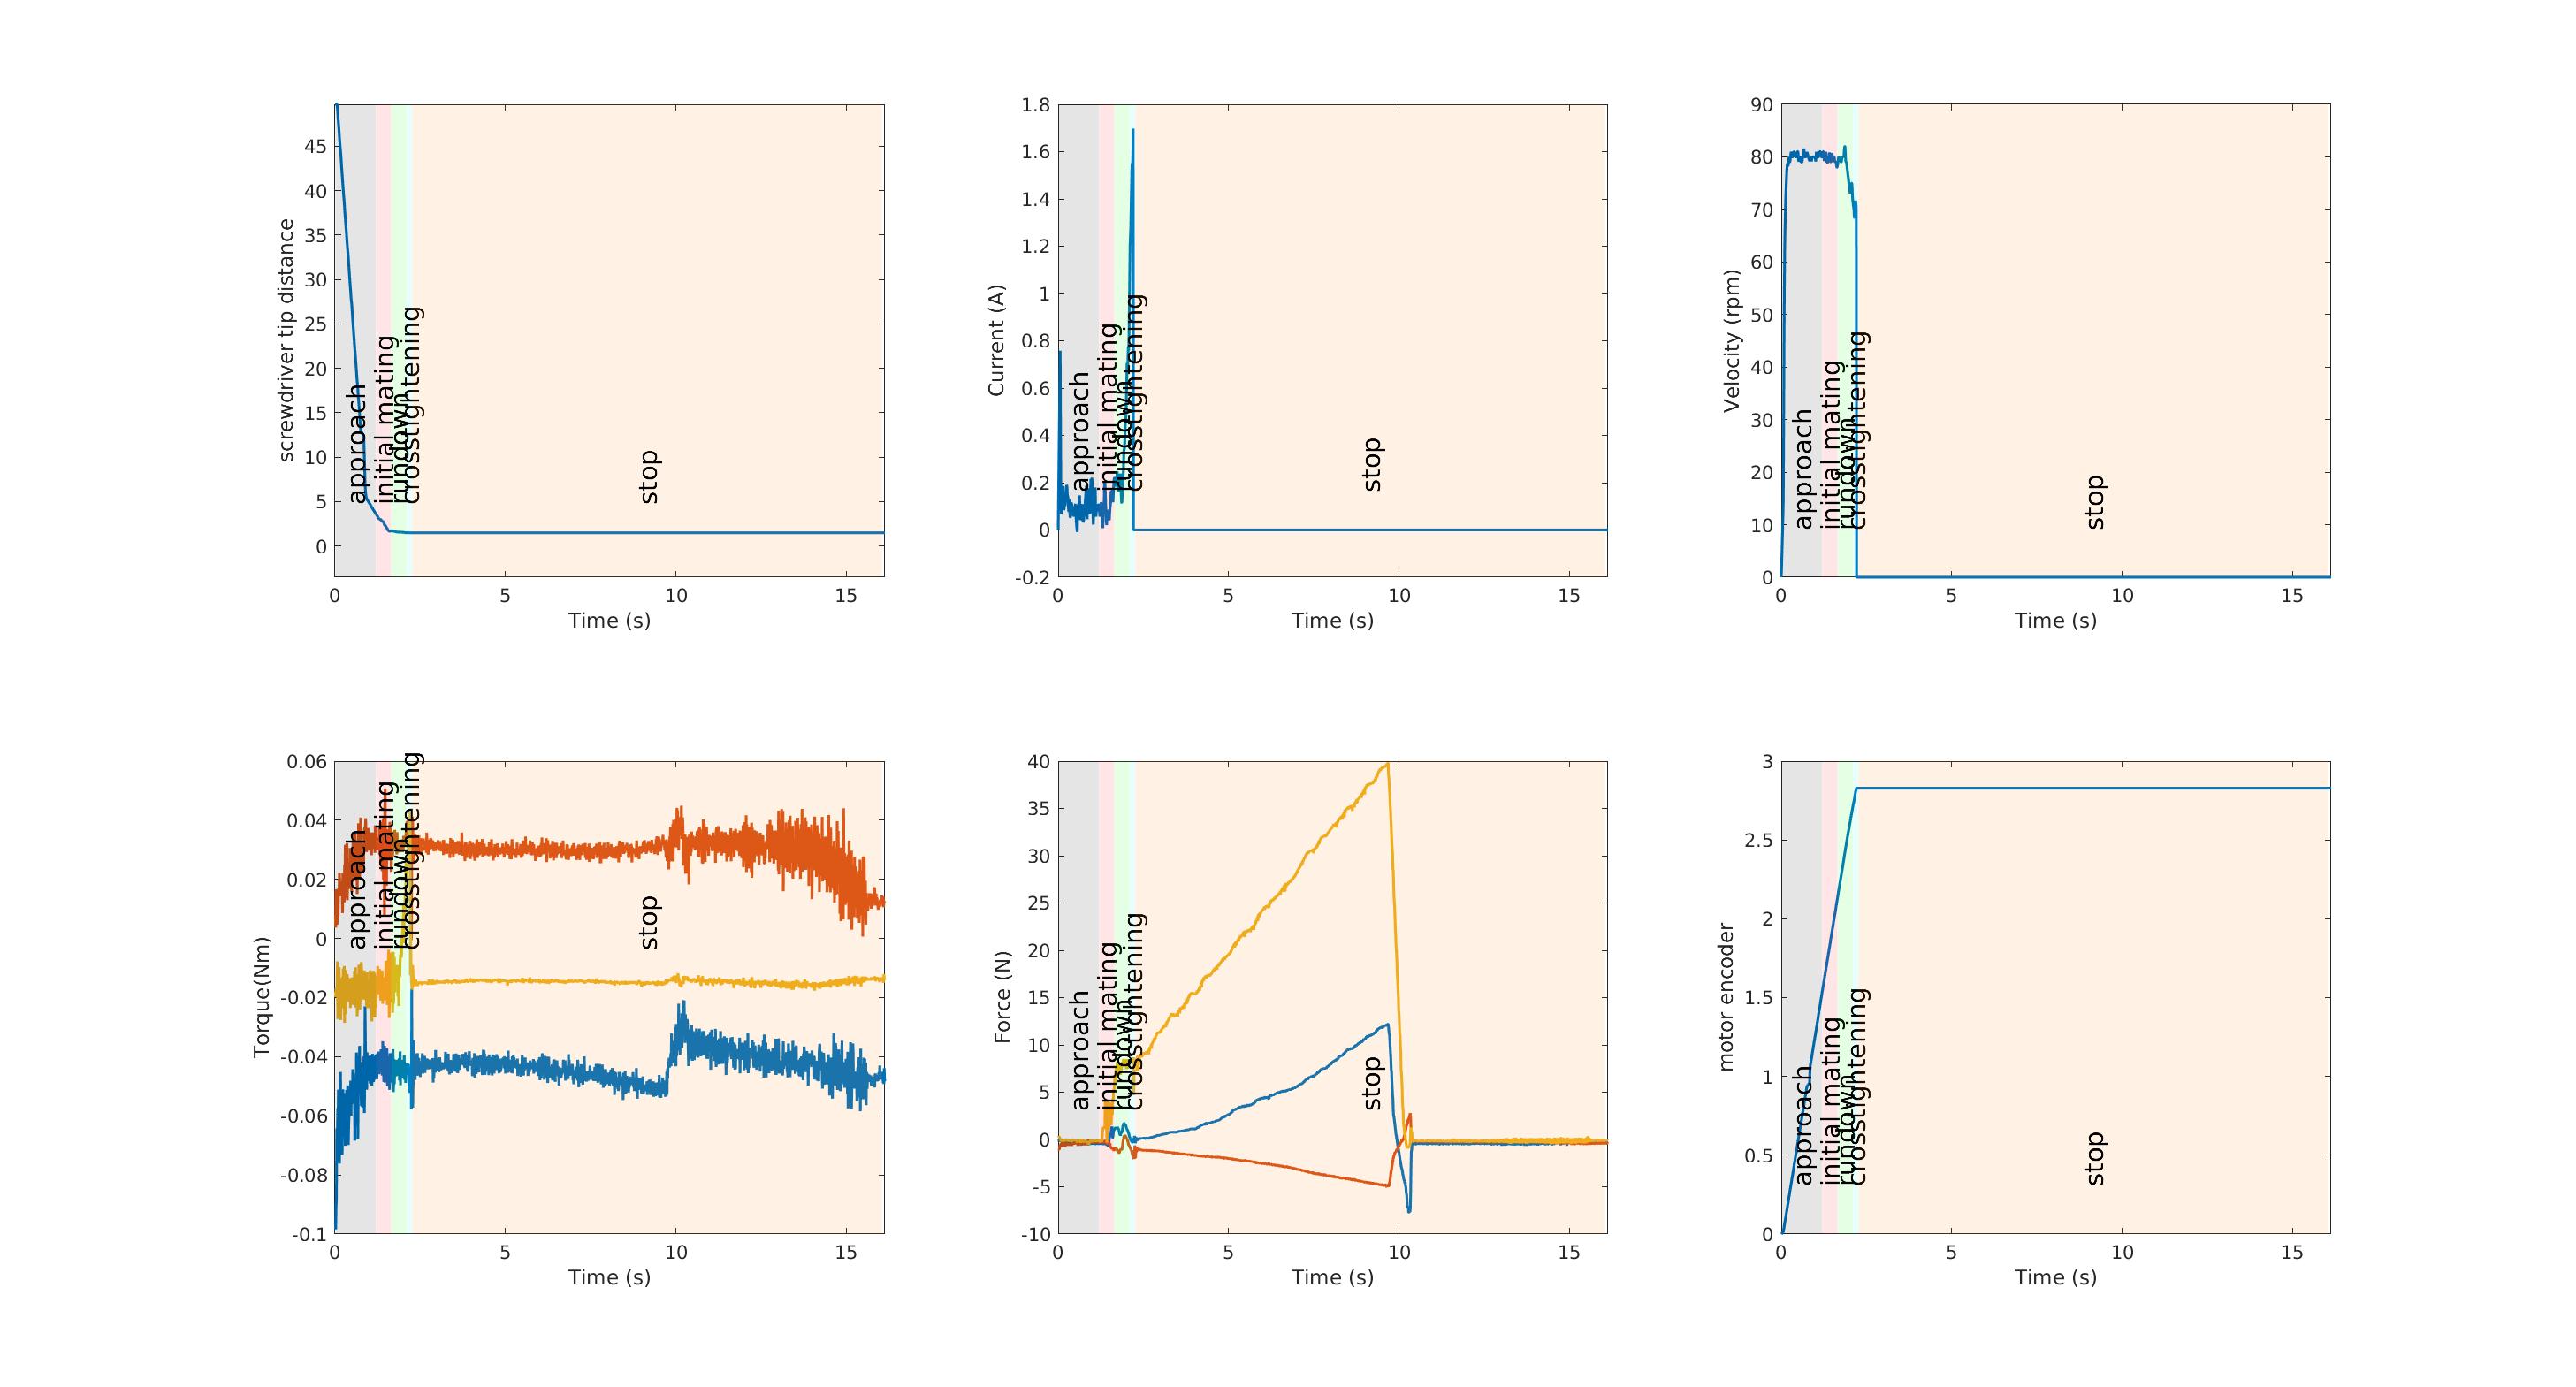 screwdriver tip distance
45
40
35
30
25
20
15
10
5
0
approach
initial mating
rundown
crosstightening
stop
0 5 10 15
Time (s)
Current (A)
1.8
1.6
1.4
1.2
1
0.8
0.6
0.4
0.2
0
-0.2
approach
initial mating
rundown
crosstightening
stop
0 5 10 15
Time (s)
Velocity (rpm)
90
80
70
60
50
40
30
20
10
0
approach
initial mating
rundown
crosstightening
stop
0 5 10 15
Time (s)
Torque(Nm)
0.06
0.04
0.02
0
-0.02
-0.04
-0.06
-0.08
-0.1
approach
initial mating
rundown
crosstightening
stop
0 5 10 15
Time (s)
Force (N)
40
35
30
25
20
15
10
5
0
-5
-10
approach
initial mating
rundown
crosstightening
stop
0 5 10 15
Time (s)
motor encoder
3
2.5
2
1.5
1
0.5
0
approach
initial mating
rundown
crosstightening
stop
0 5 10 15
Time (s)